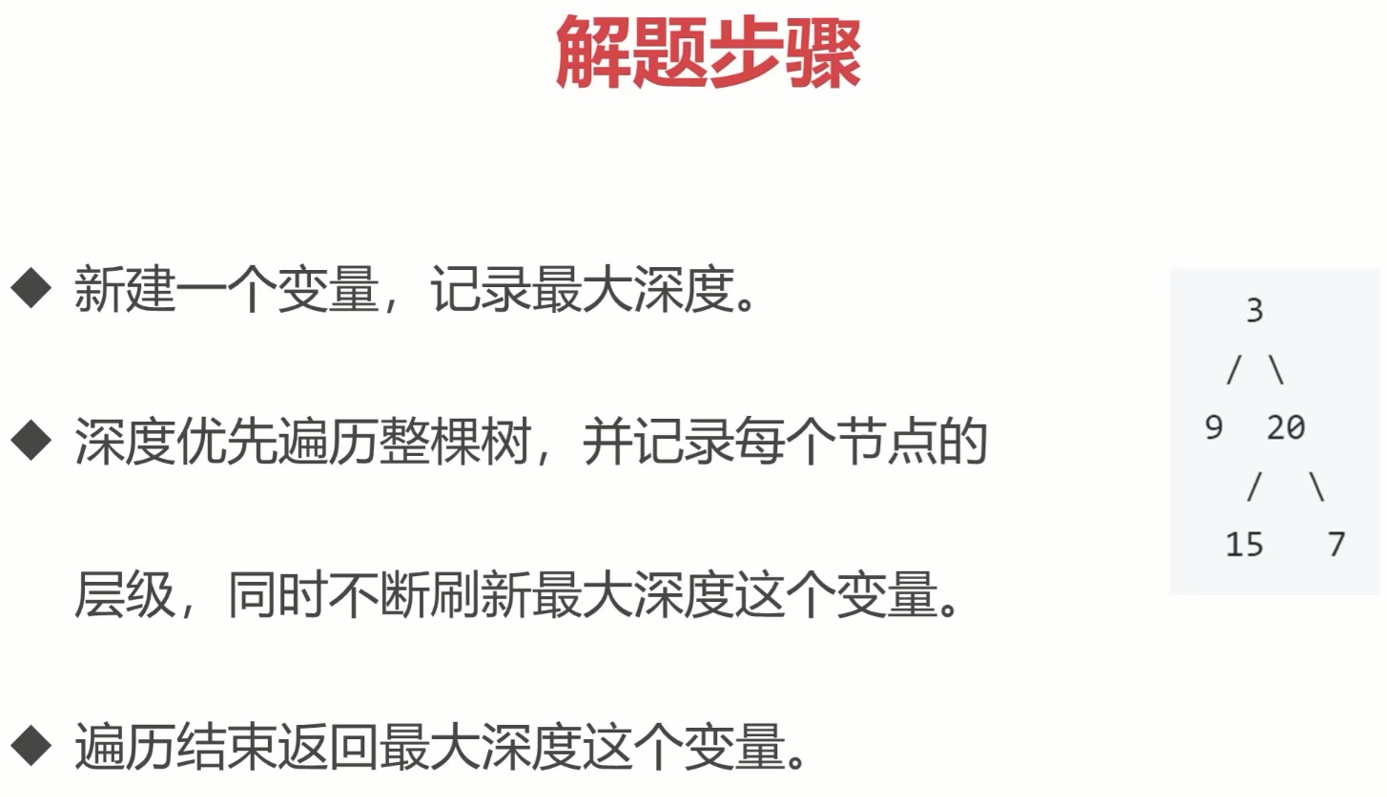 解题步骤
◆ 新建一个变量，记录最大深度。
◆ 深度优先遍历整棵树，并记录每个节点的
层级，同时不断刷新最大深度这个变量。
◆ 遍历结束返回最大深度这个变量。
3
/ \
9 20
/ \
15 7